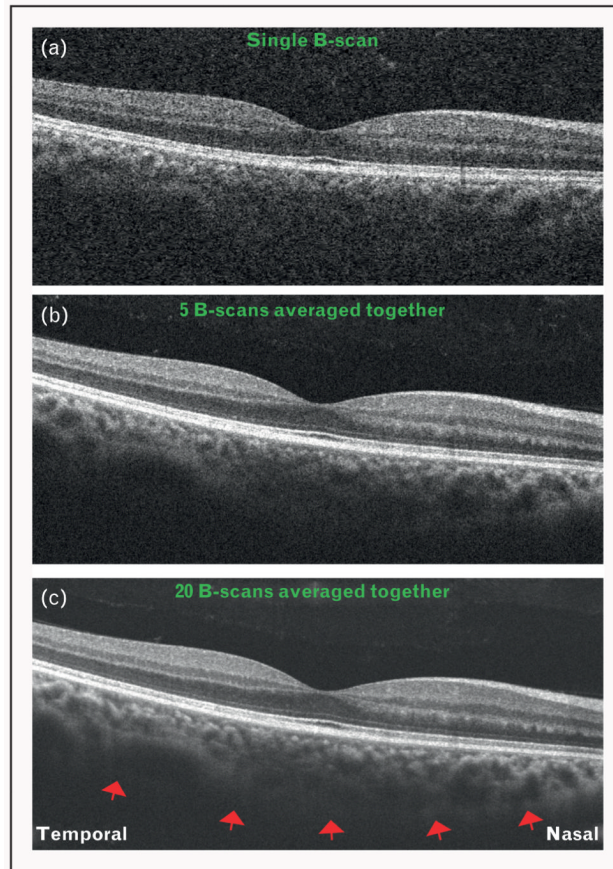 (a)
Single B-scan
(b)
5 B-scans averaged together
(c)
20 B-scans averaged together
Temporal
Nasal